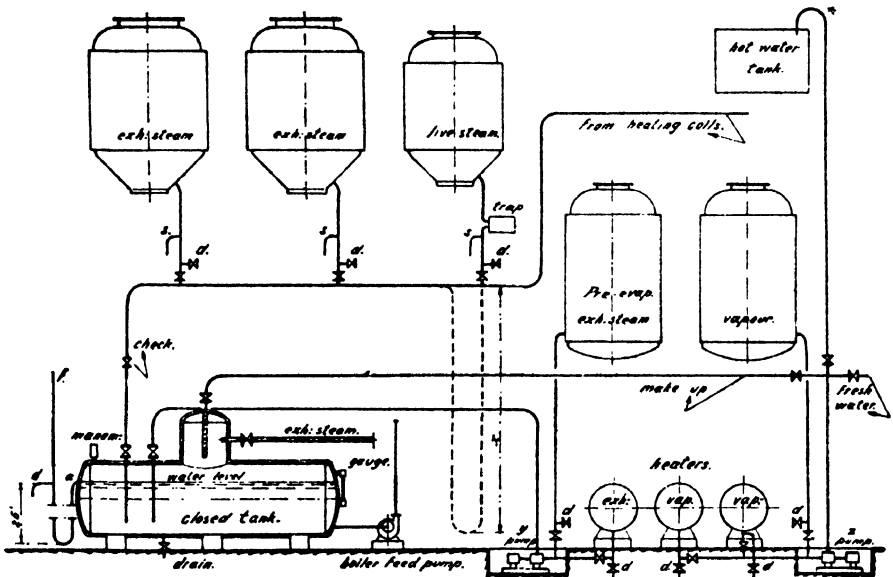 x
hot water
tank.
exh: steam
exh: steam
live steam.
From heating coils.
trap
s.
d.
s
d.
s
d.
Pre-evap.
exh. steam
vapour.
check.
p.
make up
Fresh
water.
manom:
exh: steam.
gauge.
heaters.
d
a
water level
closed tank.
exh:
vap.
vap:
d
d
y
pump.
z
pump.
drain.
boiler feed pump.
d
d
d